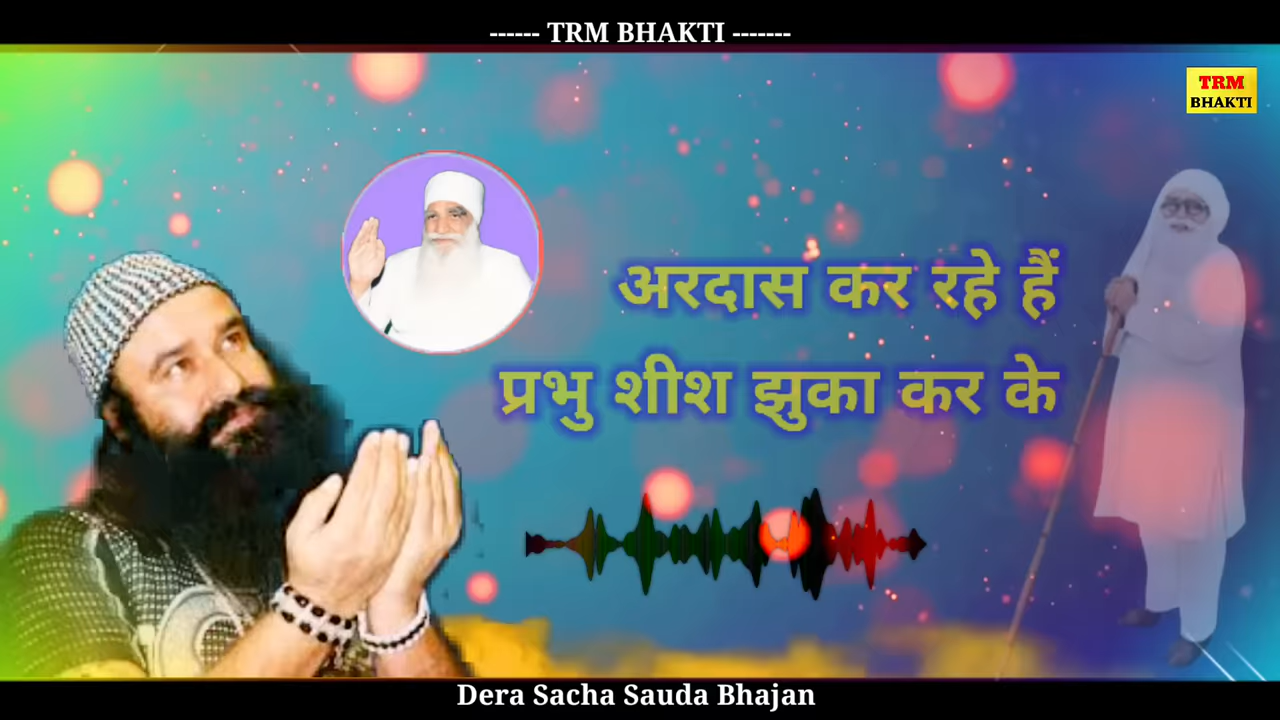 ------ TRM BHAKTI -------
TRM
BHAKTI
अरदास कर रहे हैं
प्रभु शीश झुका कर के
Dera Sacha Sauda Bhajan